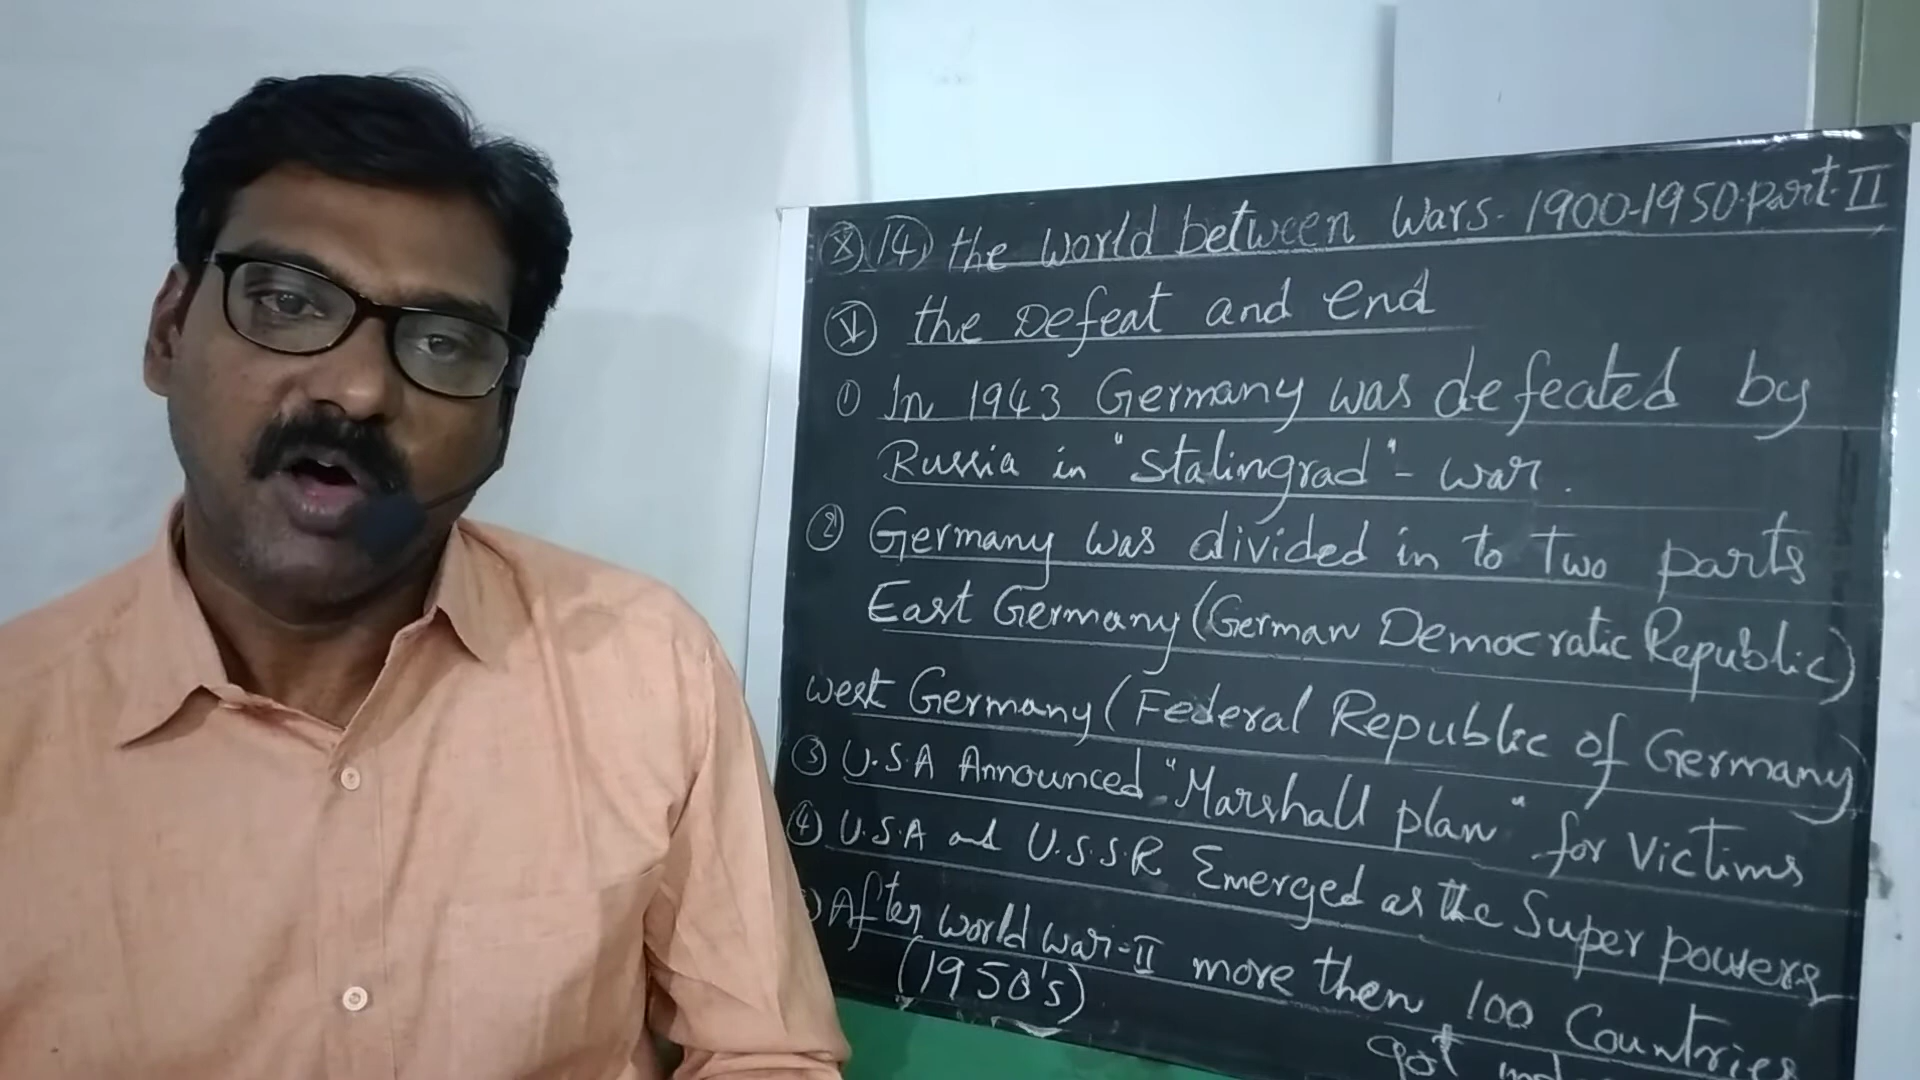 Ⓧ ⑭ the World between Wars- 1900-1950-Part-II
Ⓥ the Defeat and End
① In 1943 Germany was defeated by
Russia in "Stalingrad"- War.
② Germany was divided in to Two parts
East Germany (German Democratic Republic)
West Germany (Federal Republic of Germany)
③ U.S.A Announced "Marshall plan" for Victims
④ U.S.A and U.S.S.R Emerged as the Super powers
After World War-II more then 100 Countries
(1950's) got